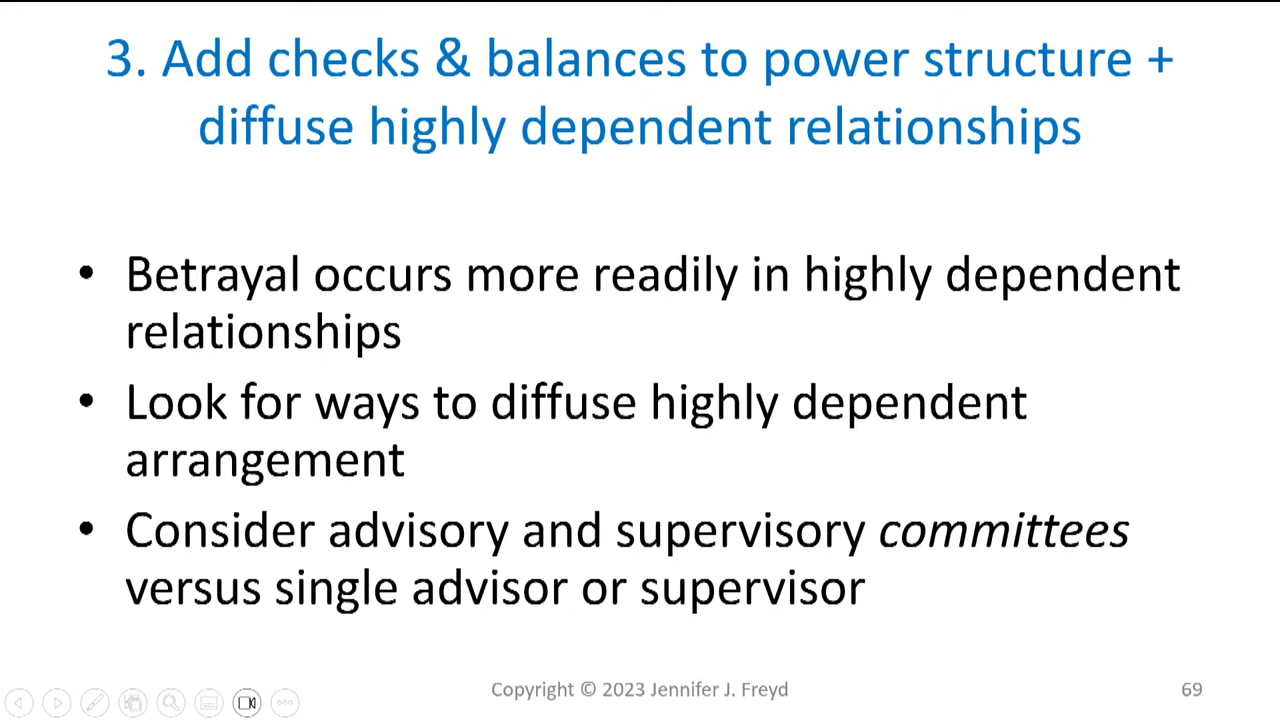 3. Add checks & balances to power structure +
diffuse highly dependent relationships
• Betrayal occurs more readily in highly dependent
relationships
• Look for ways to diffuse highly dependent
arrangement
• Consider advisory and supervisory committees
versus single advisor or supervisor
Copyright © 2023 Jennifer J. Freyd
69